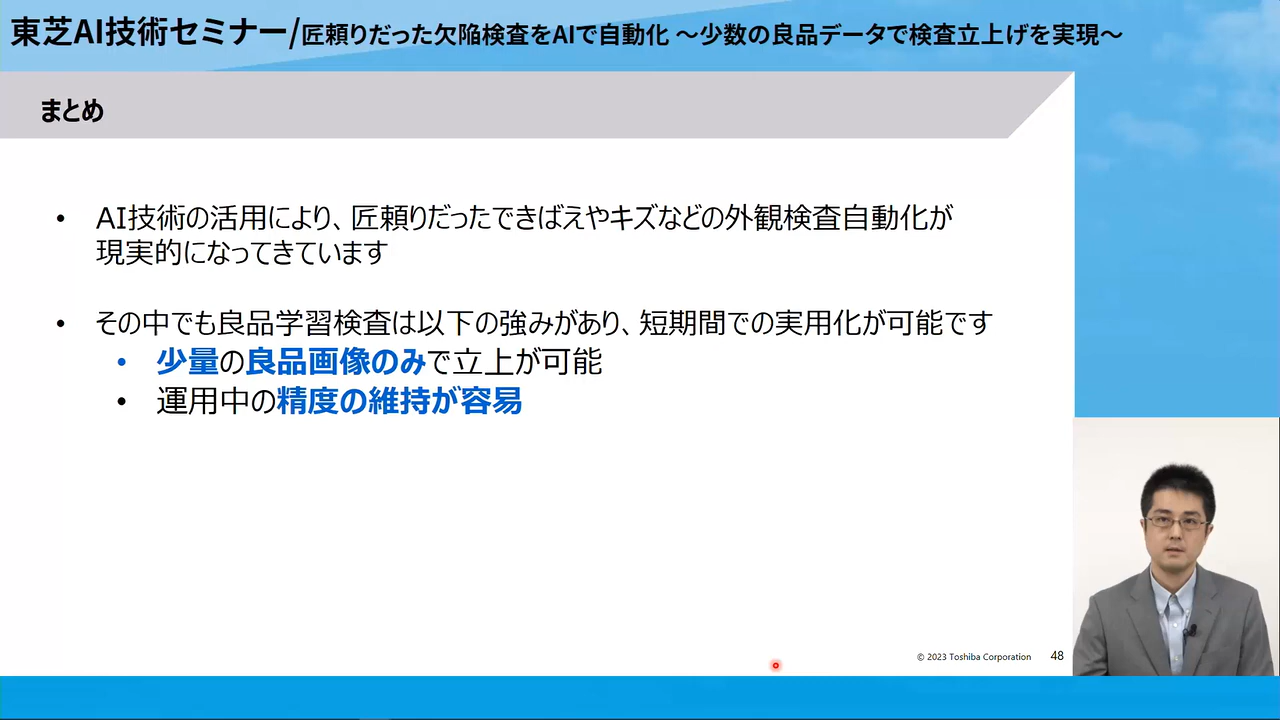 東芝AI技術セミナー/匠頼りだった欠陥検査をAIで自動化 ～少数の良品データで検査立上げを実現～
まとめ
• AI技術の活用により、匠頼りだったできばえやキズなどの外観検査自動化が
現実的になってきています
• その中でも良品学習検査は以下の強みがあり、短期間での実用化が可能です
• 少量の良品画像のみで立上が可能
• 運用中の精度の維持が容易
© 2023 Toshiba Corporation 48